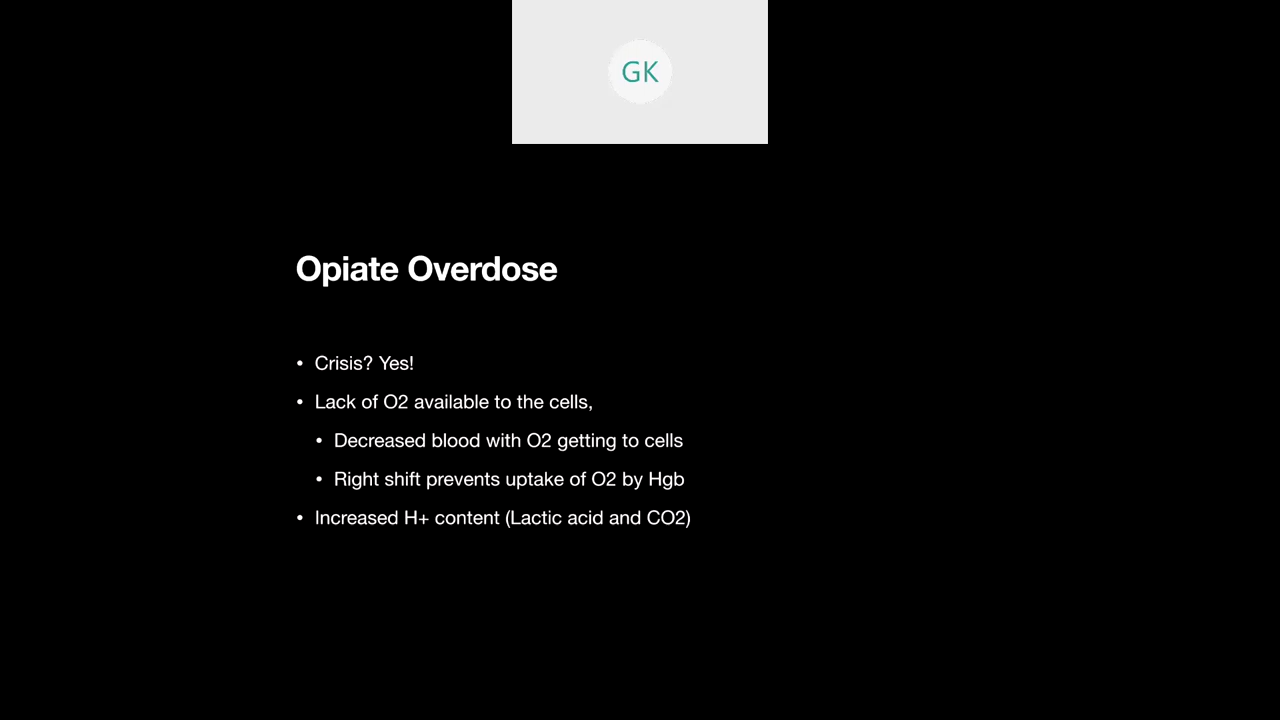 GK
Opiate Overdose
• Crisis? Yes!
• Lack of O2 available to the cells,
• Decreased blood with O2 getting to cells
• Right shift prevents uptake of O2 by Hgb
• Increased H+ content (Lactic acid and CO2)